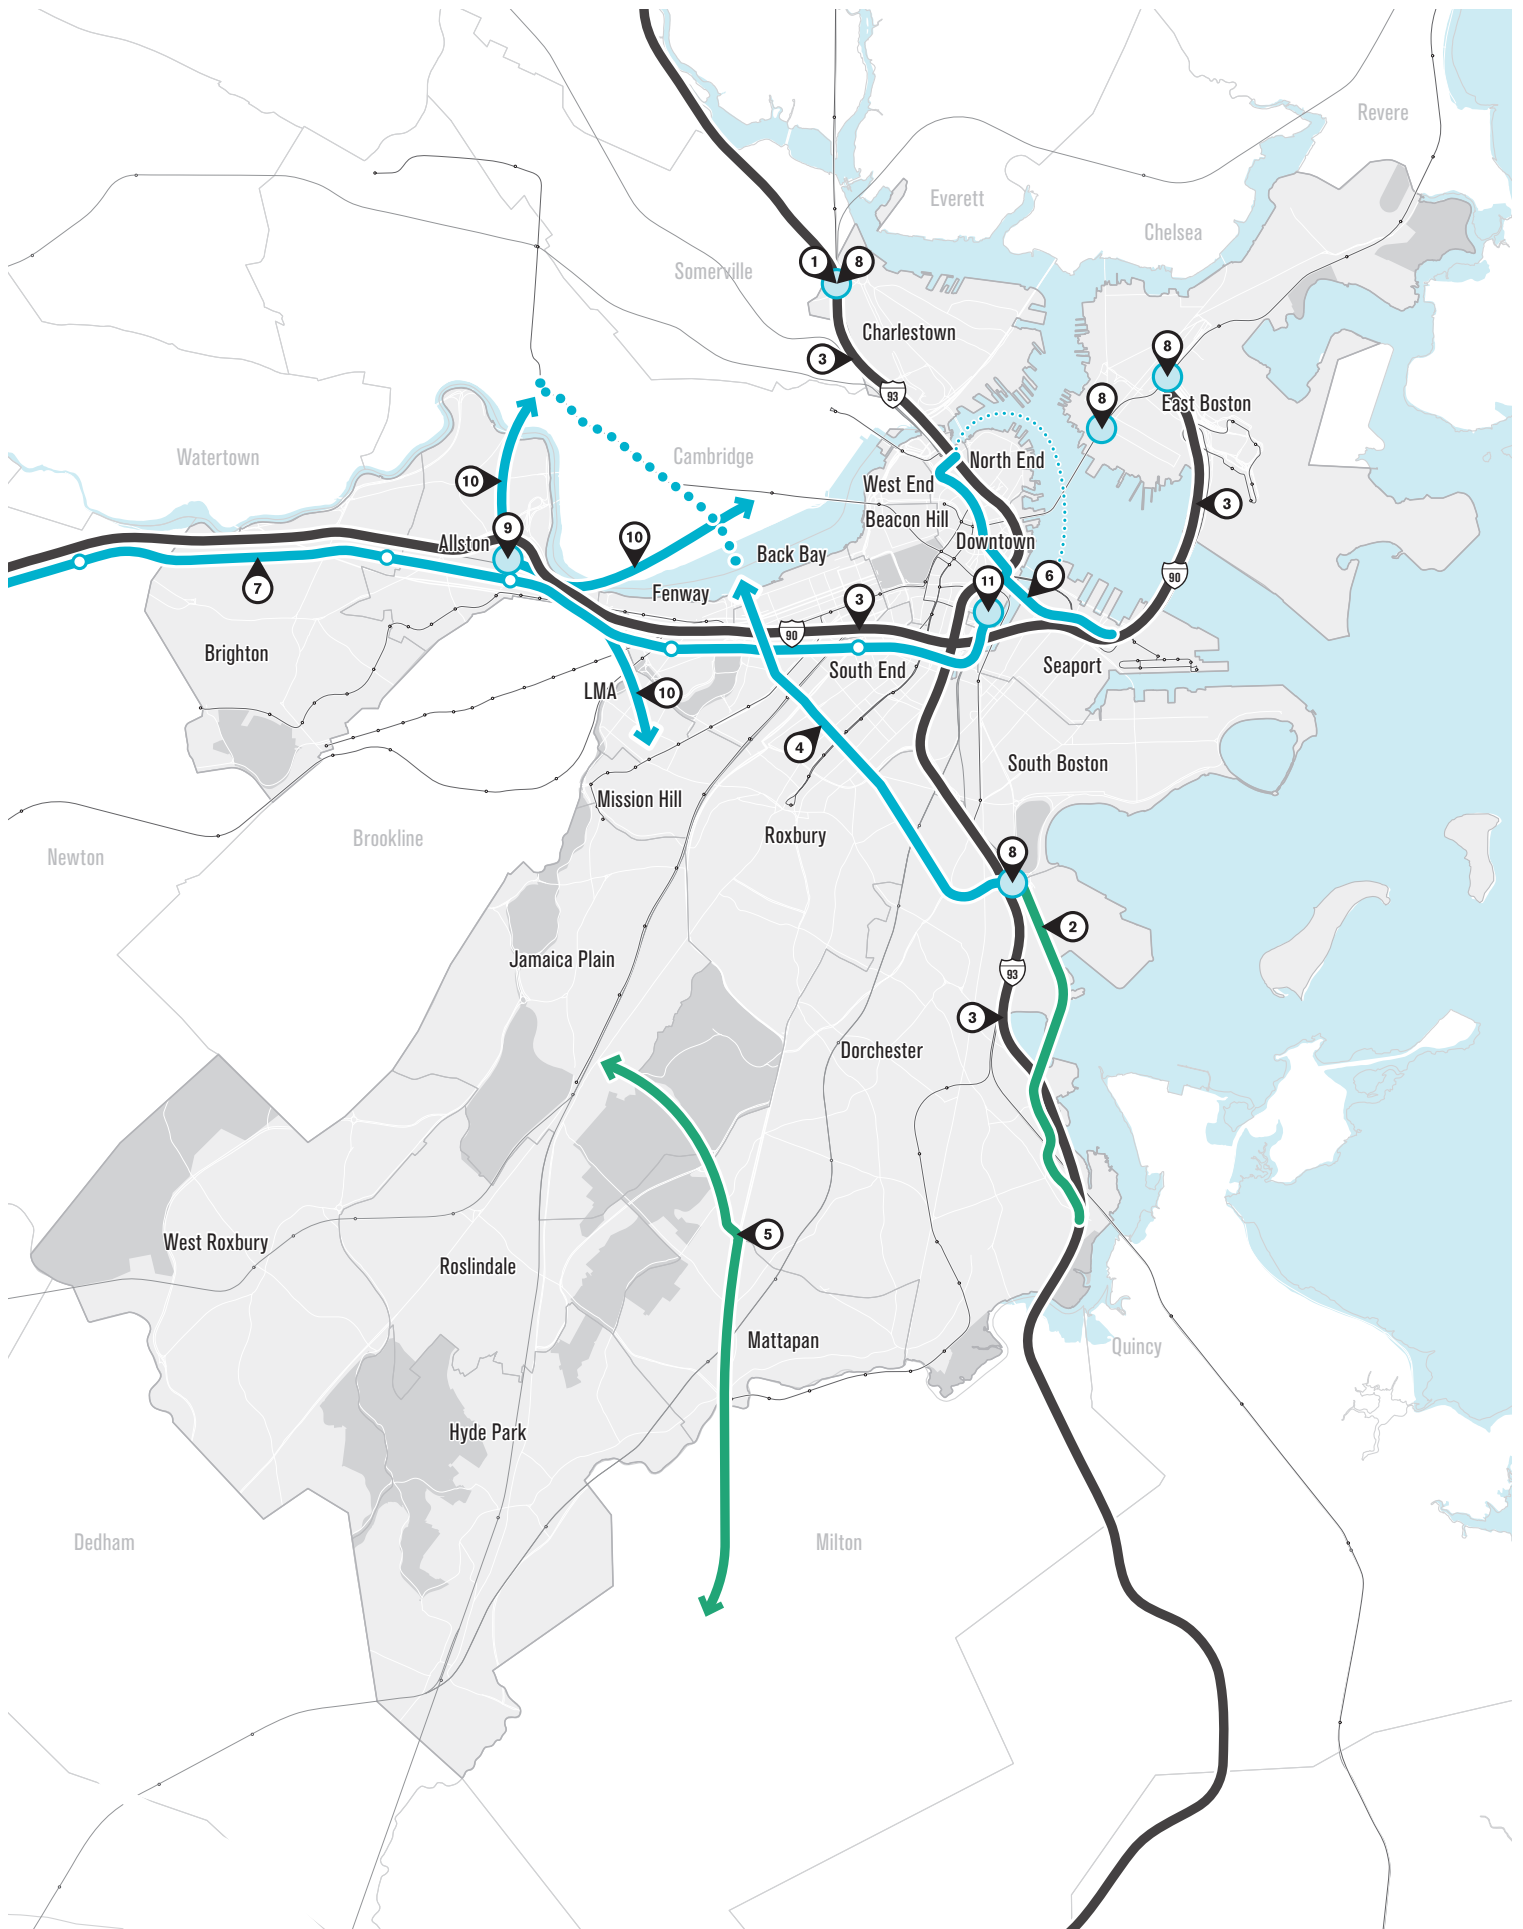 Revere
Everett
Chelsea
Somerville
1
8
Charlestown
3
8
93
8
East Boston
Watertown
Cambridge
North End
10
West End
3
Beacon Hill
9
10
Allston
Downtown
Back Bay
7
6
90
11
Fenway
3
90
Brighton
South End
Seaport
LMA
10
4
South Boston
Mission Hill
Roxbury
Brookline
Newton
8
2
Jamaica Plain
93
3
Dorchester
5
West Roxbury
Roslindale
Mattapan
Quincy
Hyde Park
Dedham
Milton